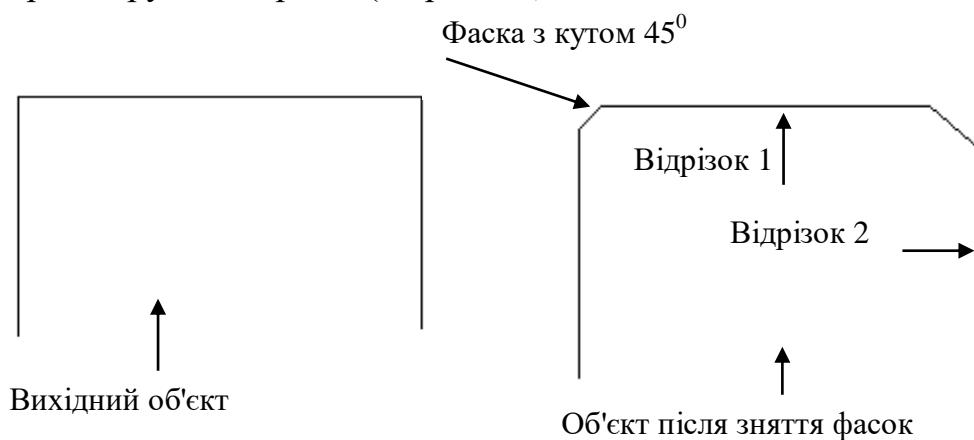 Фаска з кутом 45⁰
Відрізок 1
Відрізок 2
Вихідний об'єкт
Об'єкт після зняття фасок